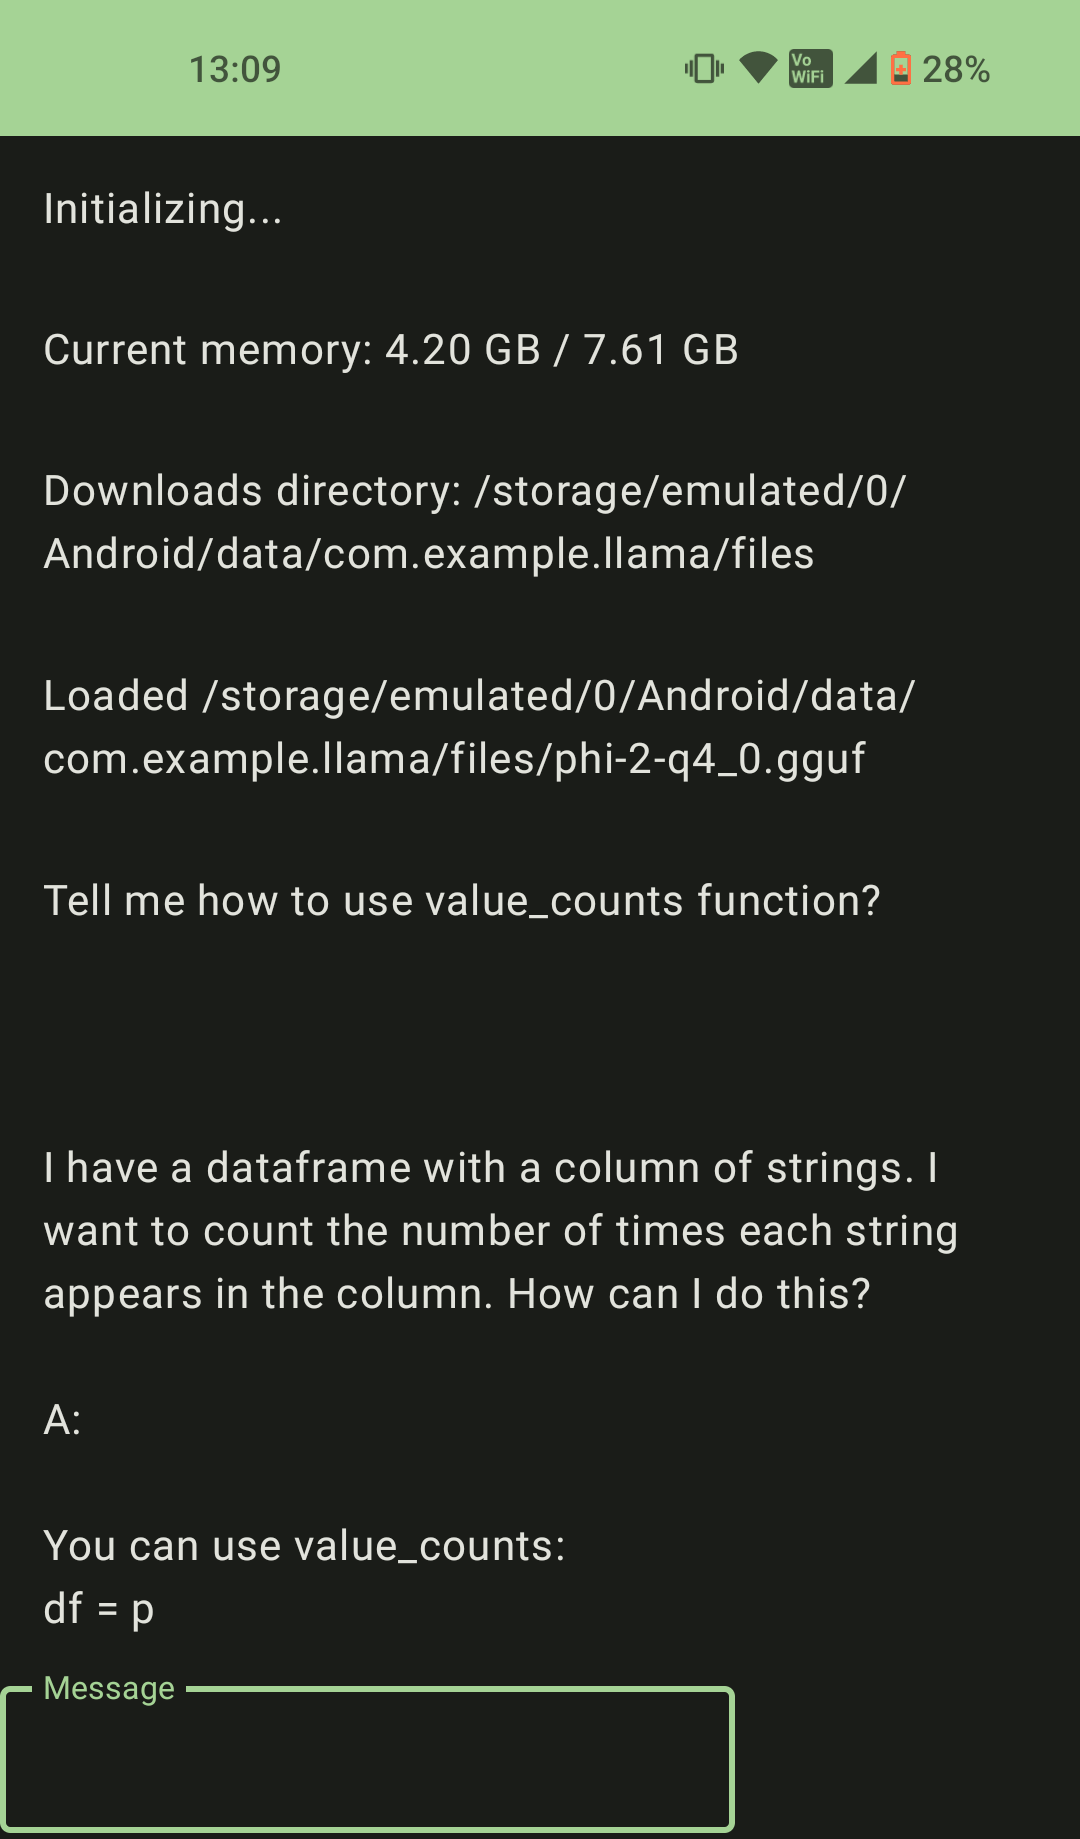 13:09
Vo
WiFi
28%
Initializing...
Current memory: 4.20 GB / 7.61 GB
Downloads directory: /storage/emulated/0/
Android/data/com.example.llama/files
Loaded /storage/emulated/0/Android/data/
com.example.llama/files/phi-2-q4_0.gguf
Tell me how to use value_counts function?
I have a dataframe with a column of strings. I
want to count the number of times each string
appears in the column. How can I do this?
A:
You can use value_counts:
df = p
Message